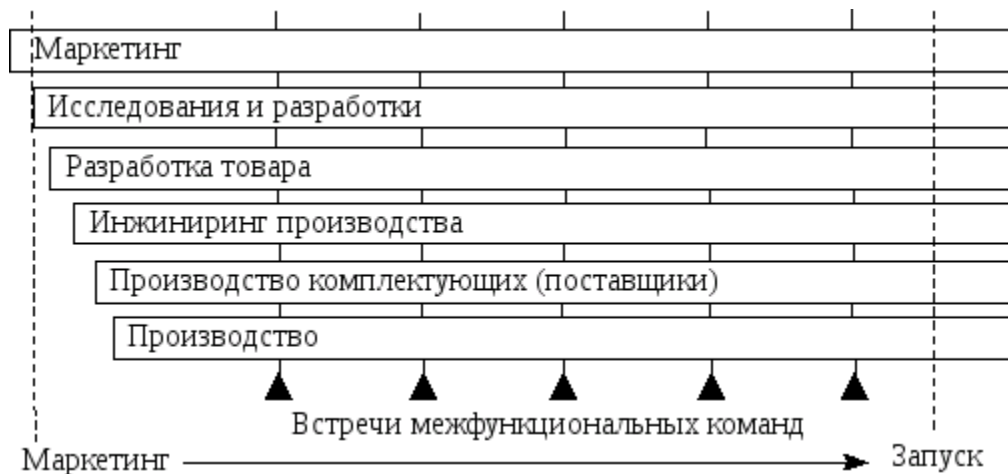 Маркетинг
Исследования и разработки
Разработка товара
Инжиниринг производства
Производство комплектующих (поставщики)
Производство
Встречи межфункциональных команд
Маркетинг
Запуск